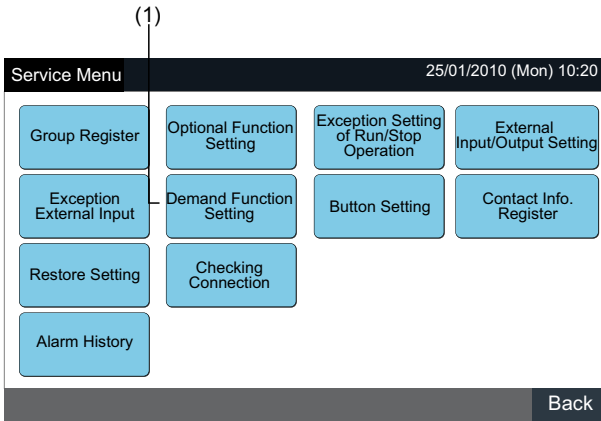 (1)
Service Menu
25/01/2010 (Mon) 10:20
Group Register
Optional Function
Setting
Exception Setting
of Run/Stop
Operation
External
Input/Output Setting
Exception
External Input
Demand Function
Setting
Button Setting
Contact Info.
Register
Restore Setting
Checking
Connection
Alarm History
Back